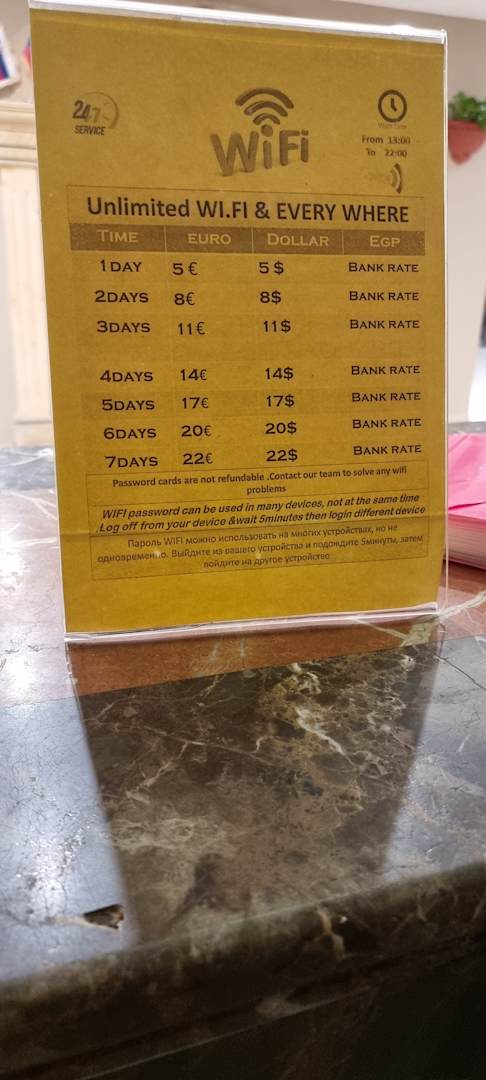 24/7
SERVICE
WiFi
From 13:00
To 22:00
Unlimited WI.FI & EVERY WHERE
TIME EURO DOLLAR EGP
1 DAY 5 € 5 $ BANK RATE
2DAYS 8€ 8$ BANK RATE
3DAYS 11€ 11$ BANK RATE
4DAYS 14€ 14$ BANK RATE
5DAYS 17€ 17$ BANK RATE
6DAYS 20€ 20$ BANK RATE
7DAYS 22€ 22$ BANK RATE
Password cards are not refundable .Contact our team to solve any wifi
problems
WIFI password can be used in many devices, not at the same time
.Log off from your device &wait 5minutes then login different device
Пароль WIFI можно использовать на многих устройствах, но не
одновременно. Выйдите из вашего устройства и подождите 5минуты, затем
войдите на другое устройство